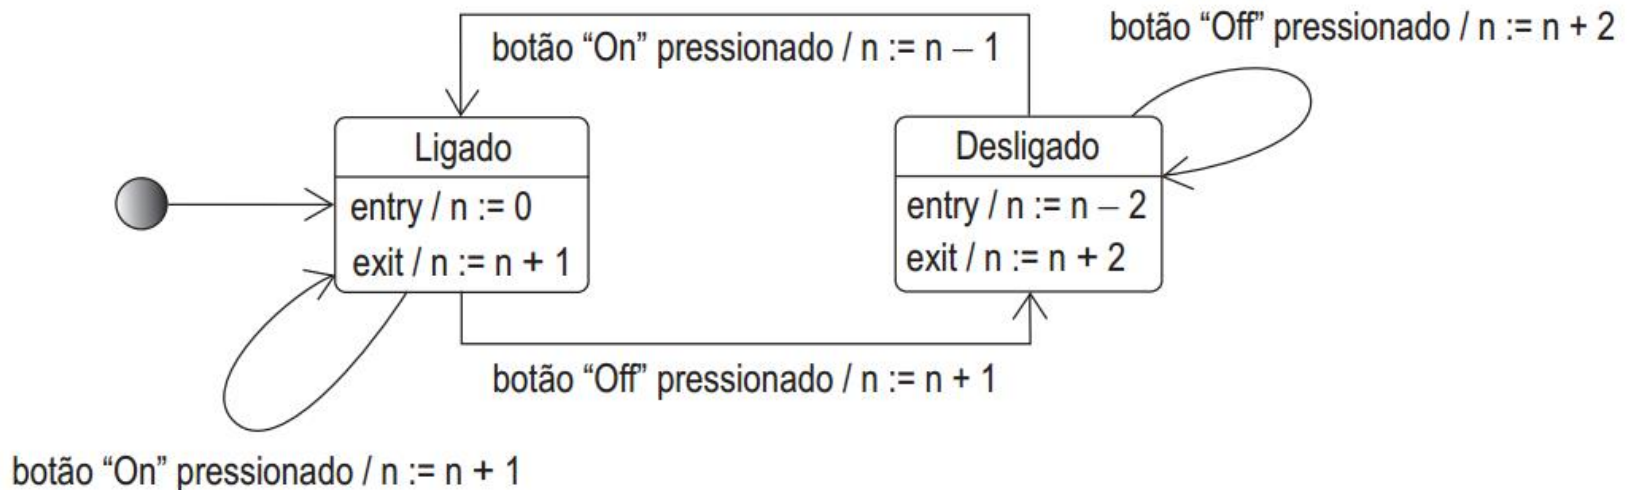 botão “Off” pressionado / n := n + 2
botão “On” pressionado / n := n – 1
Ligado
entry / n := 0
exit / n := n + 1
Desligado
entry / n := n – 2
exit / n := n + 2
botão “Off” pressionado / n := n + 1
botão “On” pressionado / n := n + 1